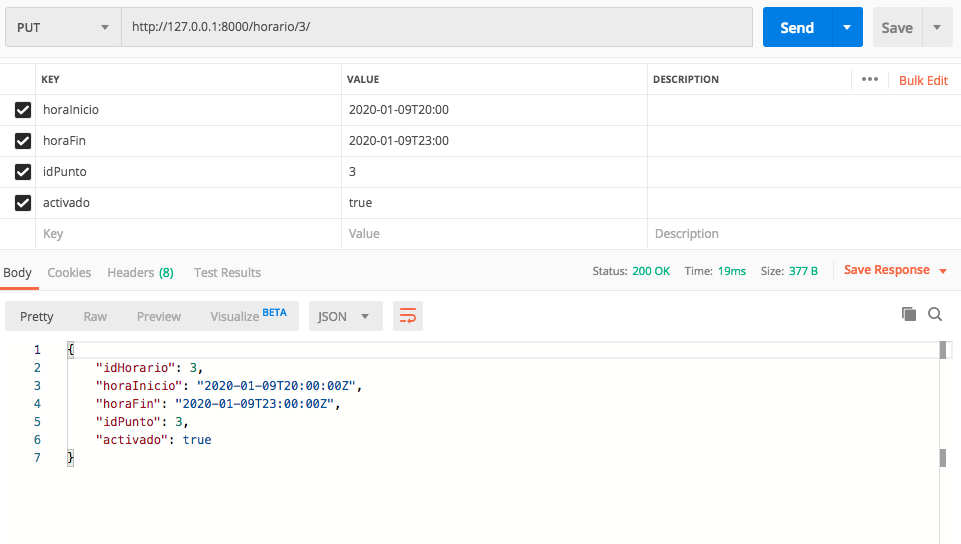 PUT http://127.0.0.1:8000/horario/3/ Send Save
KEY VALUE DESCRIPTION ••• Bulk Edit
horaInicio 2020-01-09T20:00
horaFin 2020-01-09T23:00
idPunto 3
activado true
Key Value Description
Body Cookies Headers (8) Test Results Status: 200 OK Time: 19ms Size: 377 B Save Response
Pretty Raw Preview Visualize BETA JSON
1 {
2 "idHorario": 3,
3 "horaInicio": "2020-01-09T20:00:00Z",
4 "horaFin": "2020-01-09T23:00:00Z",
5 "idPunto": 3,
6 "activado": true
7 }